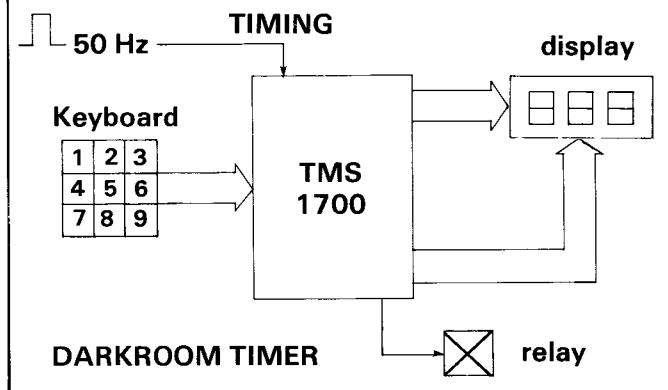 TIMING
50 Hz
display
Keyboard
1 2 3
4 5 6
7 8 9
TMS
1700
DARKROOM TIMER
relay